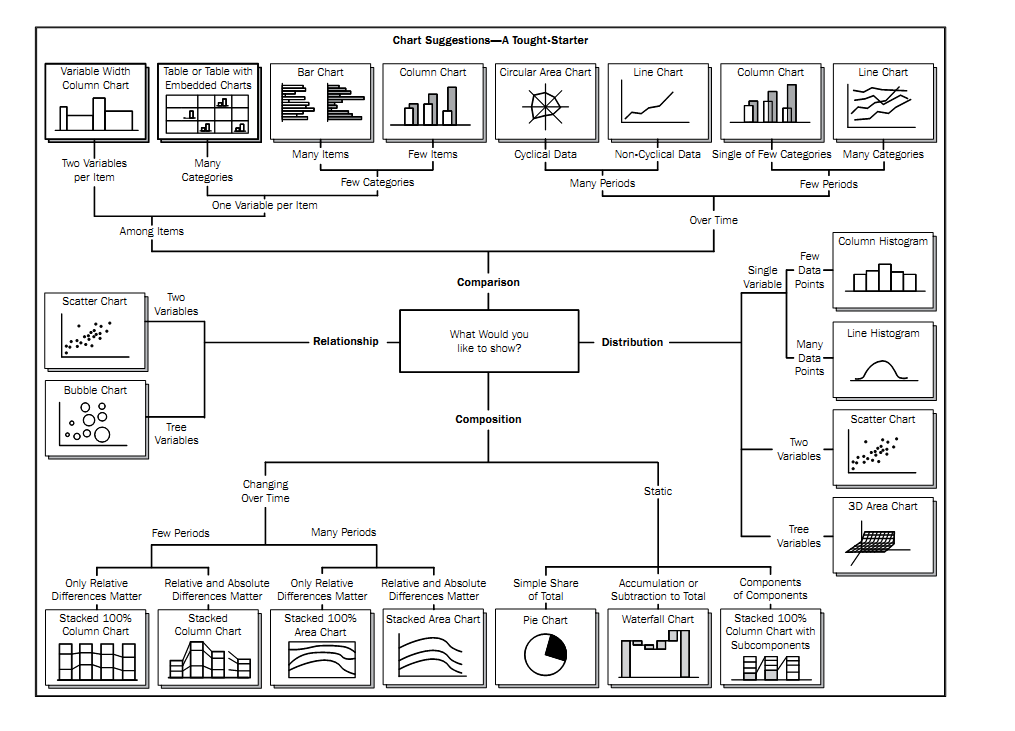 Chart Suggestions—A Tought-Starter
Variable Width
Column Chart
Table or Table with
Embedded Charts
Bar Chart
Column Chart
Circular Area Chart
Line Chart
Column Chart
Line Chart
Two Variables
per Item
Many
Categories
Many Items
Few Items
Cyclical Data
Non-Cyclical Data
Single of Few Categories
Many Categories
Few Categories
Many Periods
Few Periods
One Variable per Item
Over Time
Among Items
Comparison
Column Histogram
Single
Variable
Few
Data
Points
Scatter Chart
Two
Variables
Relationship
What Would you
like to show?
Distribution
Line Histogram
Many
Data
Points
Bubble Chart
Tree
Variables
Composition
Scatter Chart
Two
Variables
Changing
Over Time
Static
3D Area Chart
Tree
Variables
Few Periods
Many Periods
Only Relative
Differences Matter
Relative and Absolute
Differences Matter
Only Relative
Differences Matter
Relative and Absolute
Differences Matter
Simple Share
of Total
Accumulation or
Subtraction to Total
Components
of Components
Stacked 100%
Column Chart
Stacked
Column Chart
Stacked 100%
Area Chart
Stacked Area Chart
Pie Chart
Waterfall Chart
Stacked 100%
Column Chart with
Subcomponents